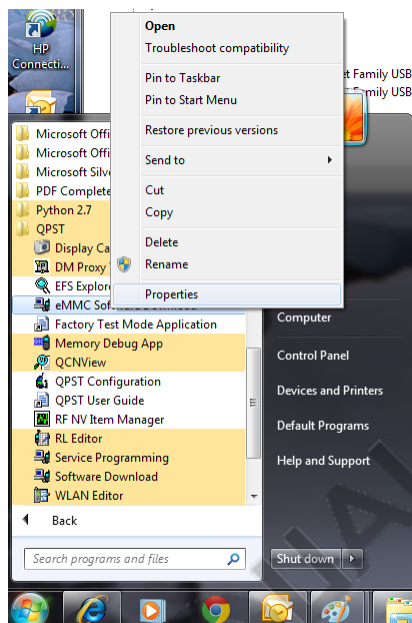 HP
Connecti...
Open
Troubleshoot compatibility
Pin to Taskbar
Pin to Start Menu
Restore previous versions
Send to
Cut
Copy
Delete
Rename
Properties
et Family USB
Family USB
Microsoft Offi
Microsoft Offi
Microsoft Silv
PDF Complete
Python 2.7
QPST
Display Ca
DM Proxy
EFS Explor
eMMC Software Download
Factory Test Mode Application
Memory Debug App
QCNView
QPST Configuration
QPST User Guide
RF NV Item Manager
RL Editor
Service Programming
Software Download
WLAN Editor
Back
Search programs and files
Computer
Control Panel
Devices and Printers
Default Programs
Help and Support
Shut down